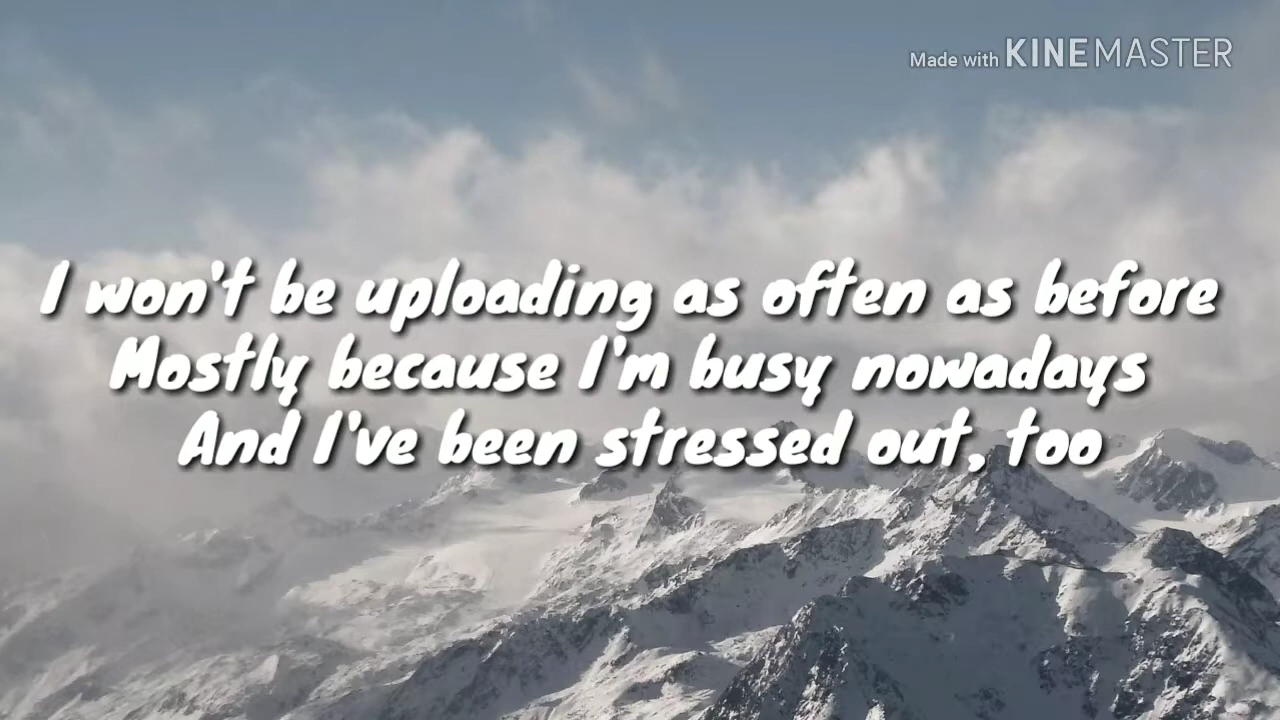 Made with KINEMASTER
I won't be uploading as often as before
Mostly because I'm busy nowadays
And I've been stressed out, too